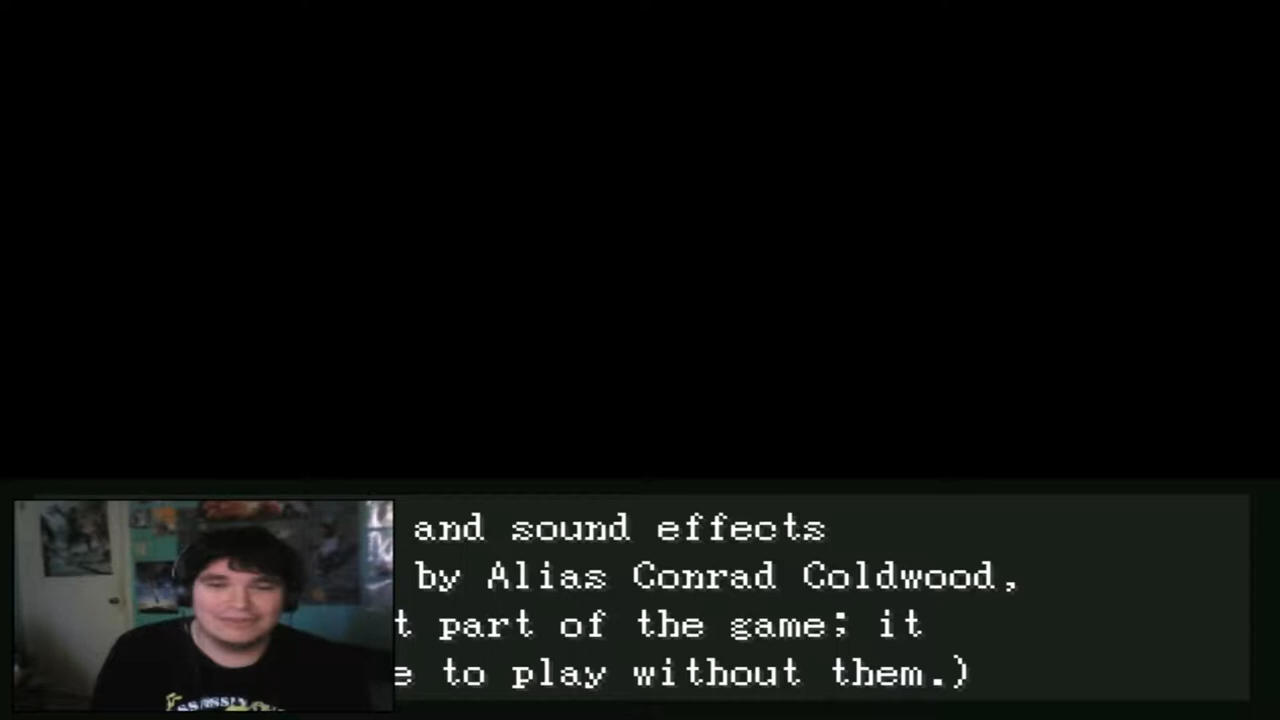 and sound effects
by Alias Conrad Coldwood,
part of the game; it
to play without them.)